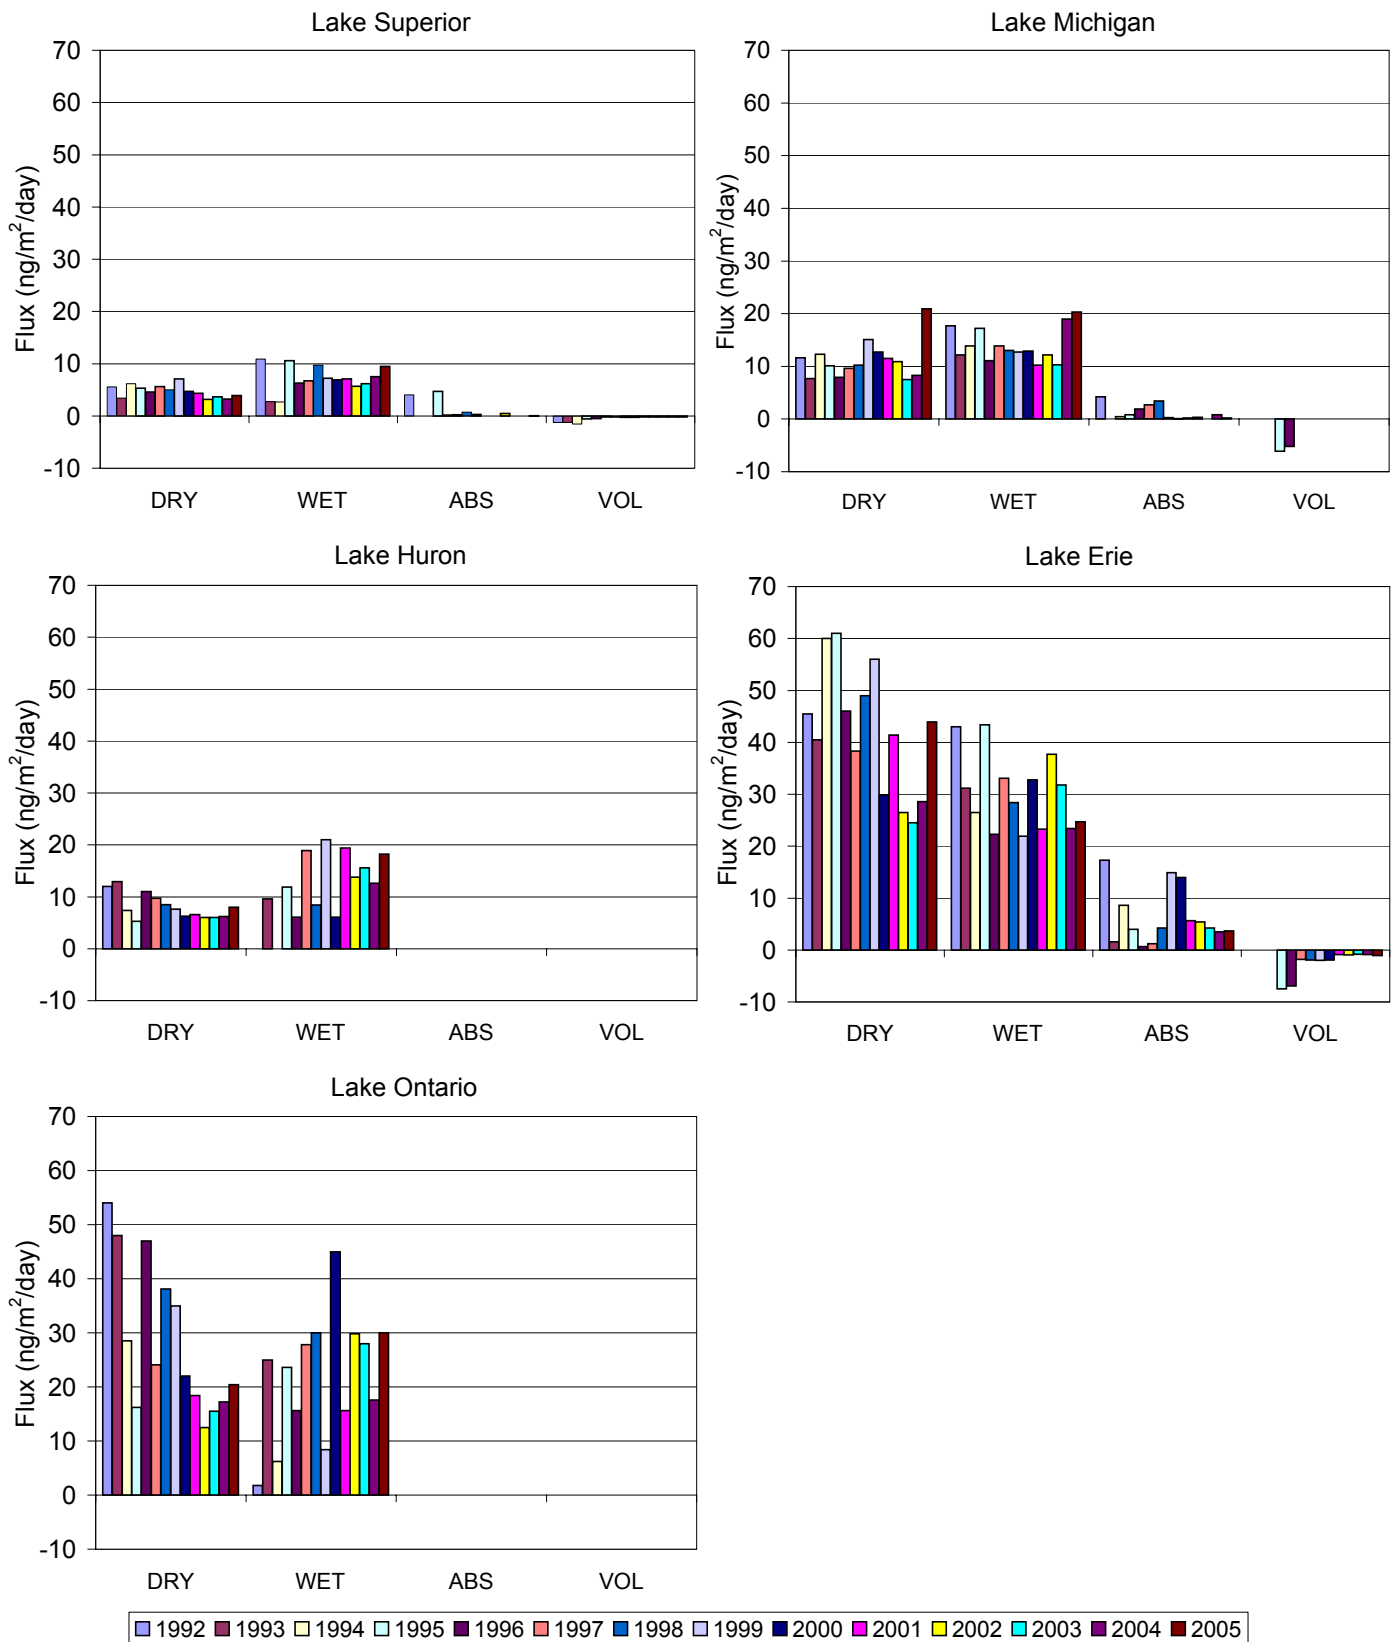 Lake Superior
70
60
50
40
30
20
10
0
-10
Flux (ng/m²/day)
DRY WET ABS VOL
Lake Michigan
70
60
50
40
30
20
10
0
-10
Flux (ng/m²/day)
DRY WET ABS VOL
Lake Huron
70
60
50
40
30
20
10
0
-10
Flux (ng/m²/day)
DRY WET ABS VOL
Lake Erie
70
60
50
40
30
20
10
0
-10
Flux (ng/m²/day)
DRY WET ABS VOL
Lake Ontario
70
60
50
40
30
20
10
0
-10
Flux (ng/m²/day)
DRY WET ABS VOL
1992 1993 1994 1995 1996 1997 1998 1999 2000 2001 2002 2003 2004 2005